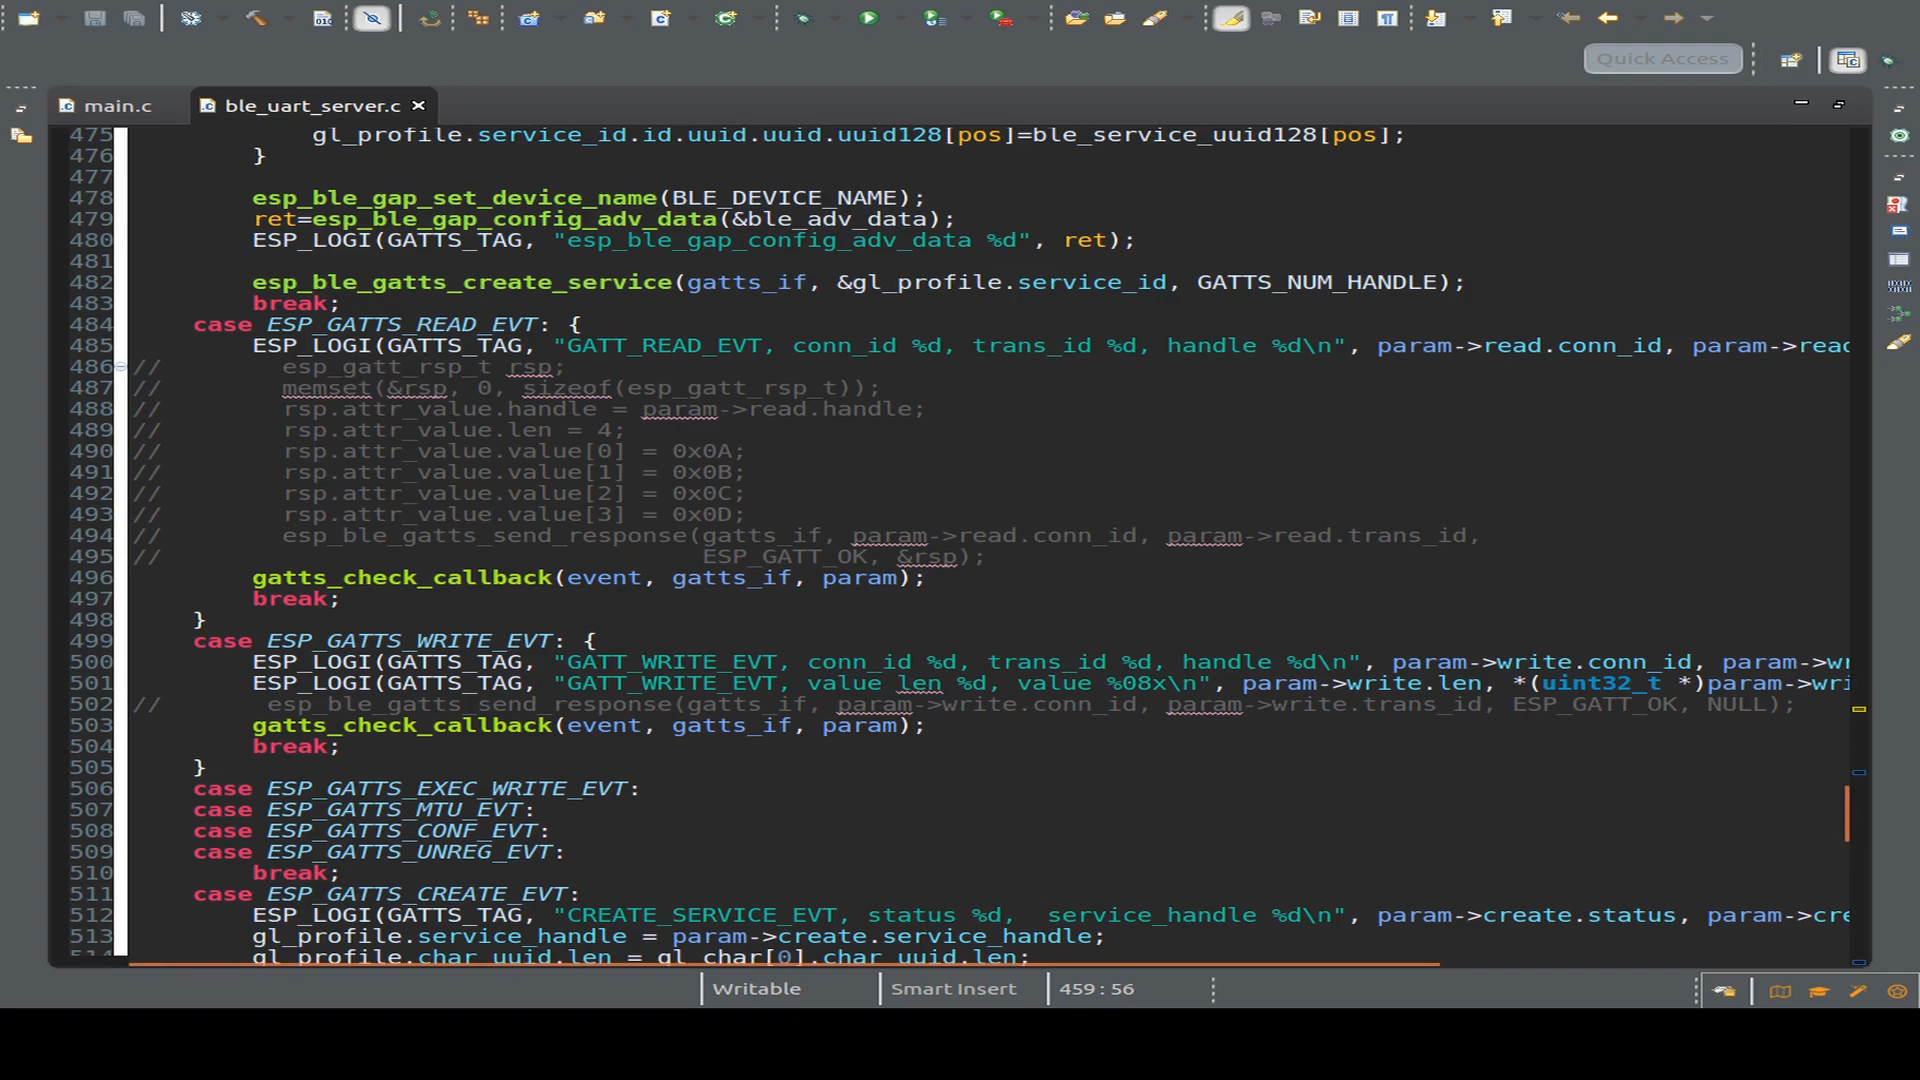 Quick Access
main.c
ble_uart_server.c
475 gl_profile.service_id.id.uuid.uuid.uuid128[pos]=ble_service_uuid128[pos];
476 }
477
478 esp_ble_gap_set_device_name(BLE_DEVICE_NAME);
479 ret=esp_ble_gap_config_adv_data(&ble_adv_data);
480 ESP_LOGI(GATTS_TAG, "esp_ble_gap_config_adv_data %d", ret);
481
482 esp_ble_gatts_create_service(gatts_if, &gl_profile.service_id, GATTS_NUM_HANDLE);
483 break;
484 case ESP_GATTS_READ_EVT: {
485 ESP_LOGI(GATTS_TAG, "GATT_READ_EVT, conn_id %d, trans_id %d, handle %d\n", param->read.conn_id, param->read
486 // esp_gatt_rsp_t rsp;
487 // memset(&rsp, 0, sizeof(esp_gatt_rsp_t));
488 // rsp.attr_value.handle = param->read.handle;
489 // rsp.attr_value.len = 4;
490 // rsp.attr_value.value[0] = 0x0A;
491 // rsp.attr_value.value[1] = 0x0B;
492 // rsp.attr_value.value[2] = 0x0C;
493 // rsp.attr_value.value[3] = 0x0D;
494 // esp_ble_gatts_send_response(gatts_if, param->read.conn_id, param->read.trans_id,
495 // ESP_GATT_OK, &rsp);
496 gatts_check_callback(event, gatts_if, param);
497 break;
498 }
499 case ESP_GATTS_WRITE_EVT: {
500 ESP_LOGI(GATTS_TAG, "GATT_WRITE_EVT, conn_id %d, trans_id %d, handle %d\n", param->write.conn_id, param->wr
501 ESP_LOGI(GATTS_TAG, "GATT_WRITE_EVT, value len %d, value %08x\n", param->write.len, *(uint32_t *)param->wri
502 // esp_ble_gatts_send_response(gatts_if, param->write.conn_id, param->write.trans_id, ESP_GATT_OK, NULL);
503 gatts_check_callback(event, gatts_if, param);
504 break;
505 }
506 case ESP_GATTS_EXEC_WRITE_EVT:
507 case ESP_GATTS_MTU_EVT:
508 case ESP_GATTS_CONF_EVT:
509 case ESP_GATTS_UNREG_EVT:
510 break;
511 case ESP_GATTS_CREATE_EVT:
512 ESP_LOGI(GATTS_TAG, "CREATE_SERVICE_EVT, status %d,  service_handle %d\n", param->create.status, param->cre
513 gl_profile.service_handle = param->create.service_handle;
514 gl_profile.char_uuid.len = gl_char[0].char_uuid.len;
Writable
Smart Insert
459 : 56